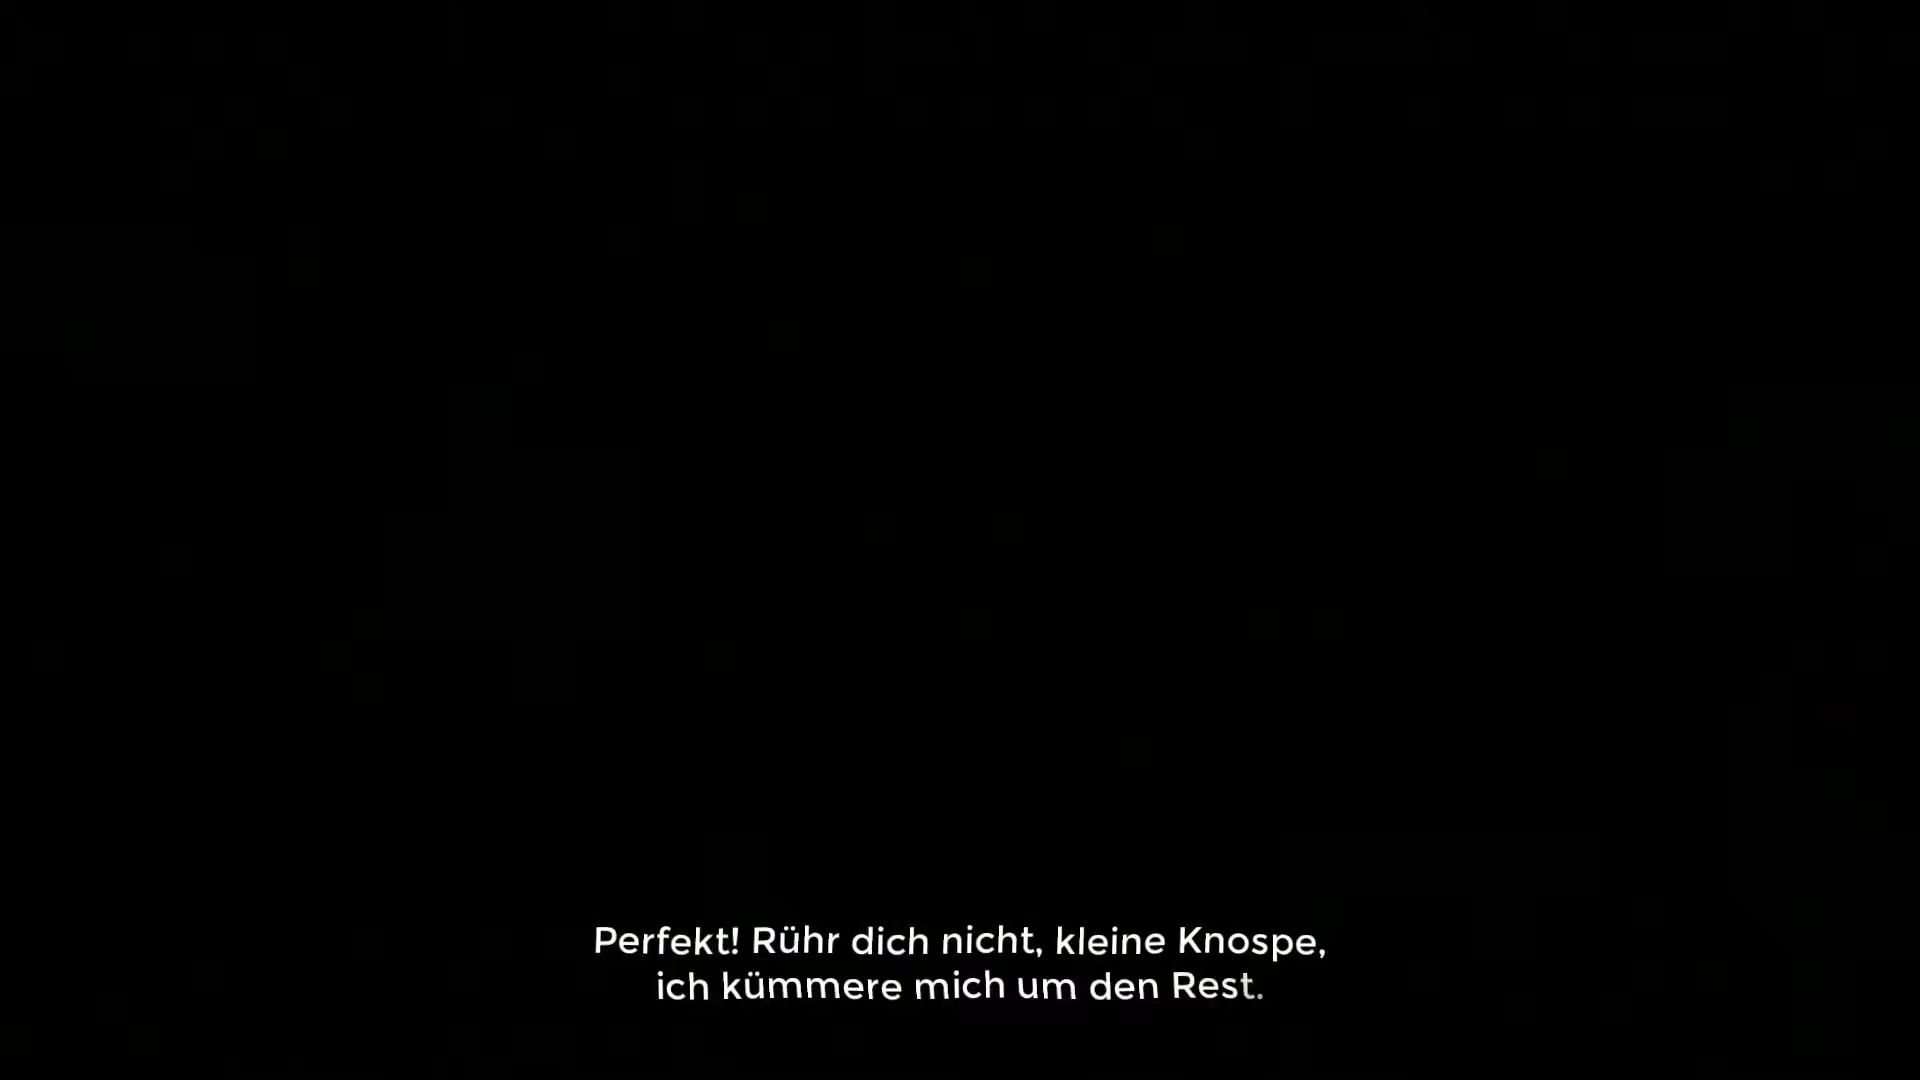 Perfekt! Rühr dich nicht, kleine Knospe,
ich kümmere mich um den Rest.